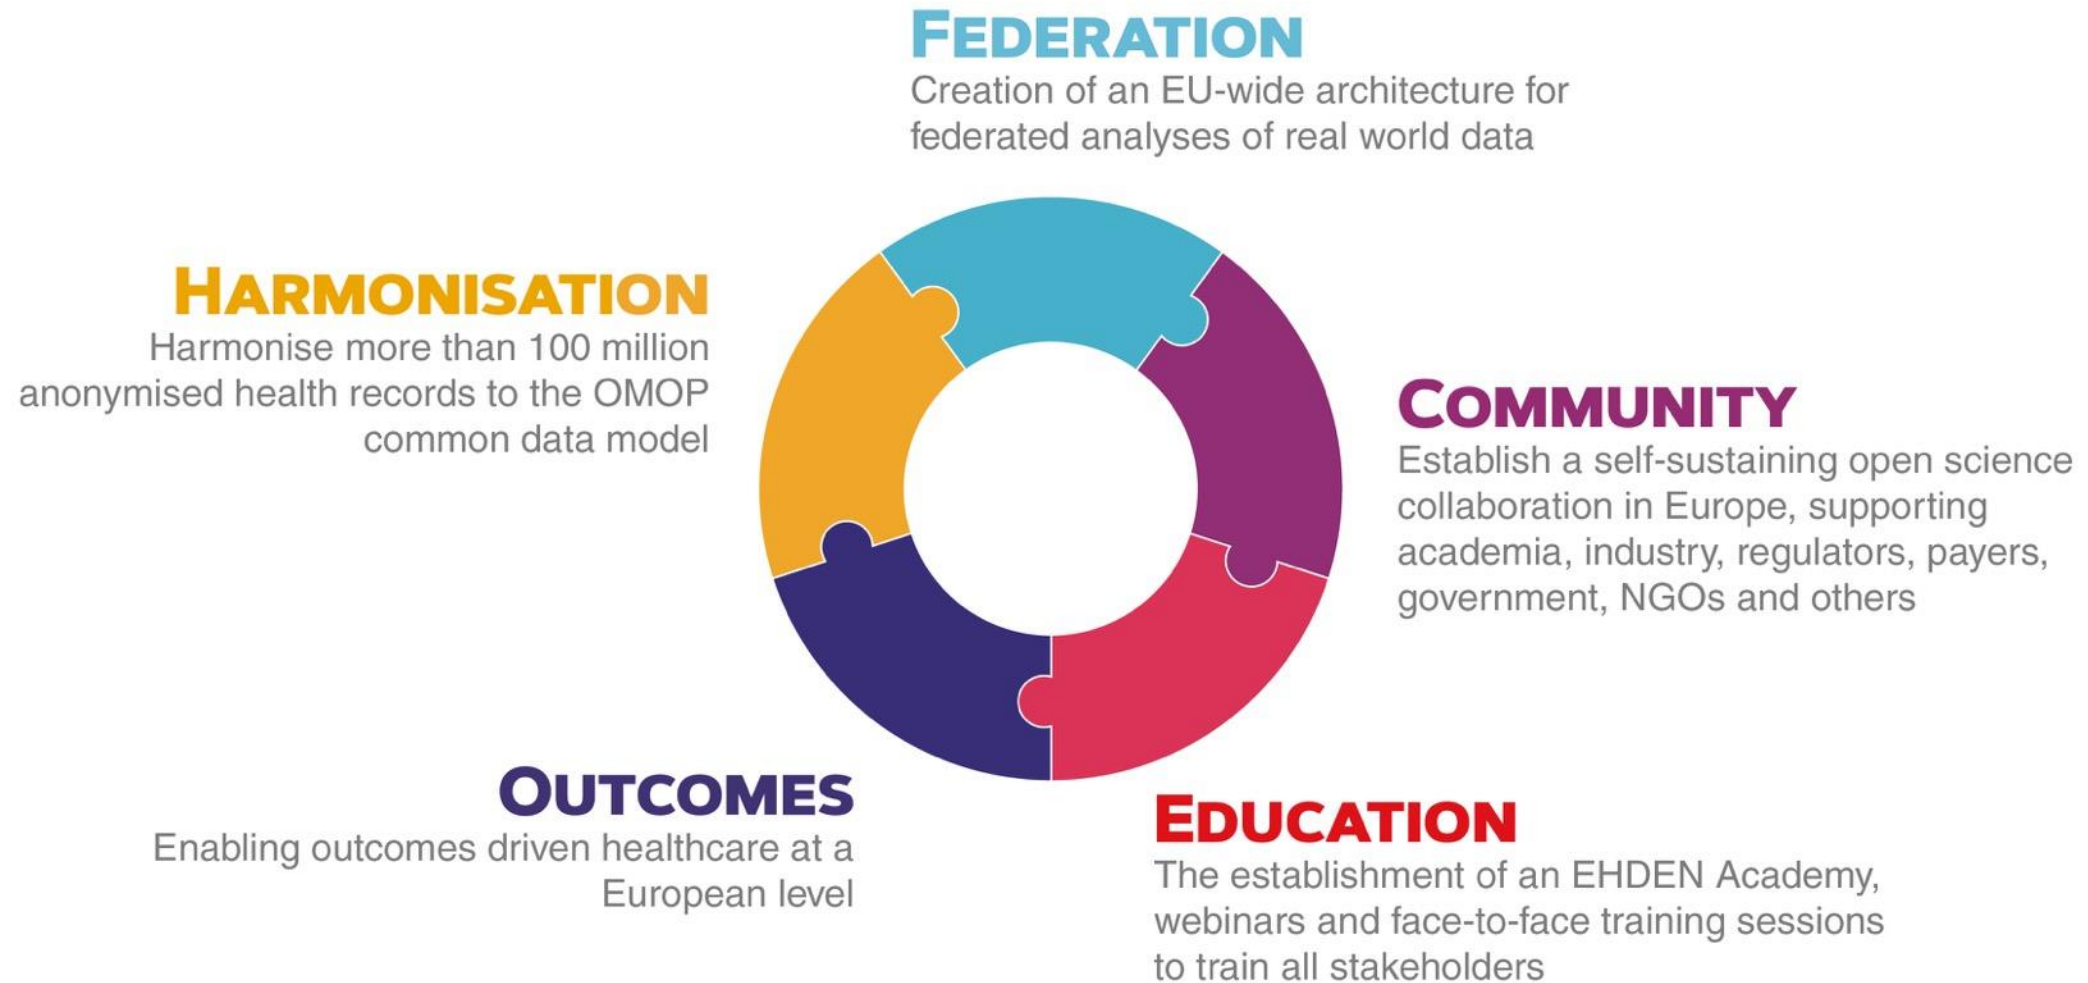 FEDERATION
Creation of an EU-wide architecture for
federated analyses of real world data
HARMONISATION
Harmonise more than 100 million
anonymised health records to the OMOP
common data model
COMMUNITY
Establish a self-sustaining open science
collaboration in Europe, supporting
academia, industry, regulators, payers,
government, NGOs and others
OUTCOMES
Enabling outcomes driven healthcare at a
European level
EDUCATION
The establishment of an EHDEN Academy,
webinars and face-to-face training sessions
to train all stakeholders